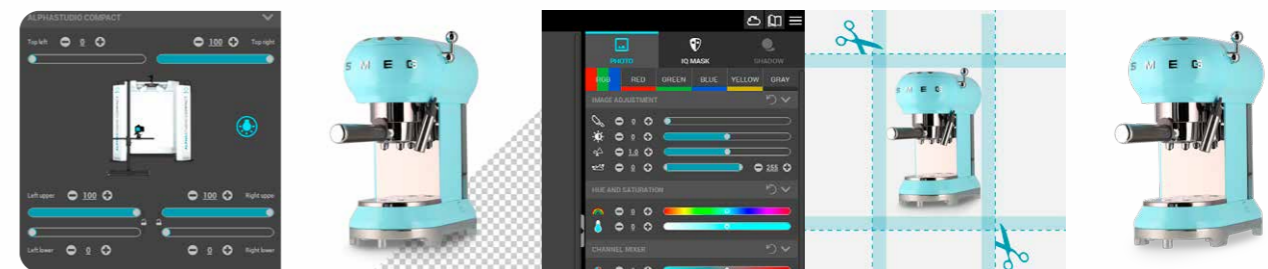 ALPHASTUDIO COMPACT
Top left 0 100 Top right
Left upper 100 100 Right upper
Left lower 0 0 Right lower
SMEG
PHOTO IQ MASK SHADOW
RGB RED GREEN BLUE YELLOW GRAY
IMAGE ADJUSTMENT
0
0
1.0
0 255
HUE AND SATURATION
0
0
CHANNEL MIXER
SMEG
SMEG